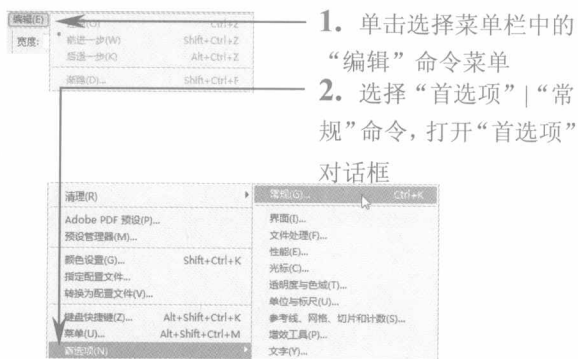 编辑(E)
宽度:
还原(O) Ctrl+Z
前进一步(W) Shift+Ctrl+Z
后退一步(K) Alt+Ctrl+Z
渐隐(D)... Shift+Ctrl+F
1. 单击选择菜单栏中的
“编辑”命令菜单
2. 选择“首选项”|“常
规”命令,打开“首选项”
对话框
清理(R)
Adobe PDF 预设(P)...
预设管理器(M)...
颜色设置(G)... Shift+Ctrl+K
指定配置文件...
转换为配置文件(V)...
键盘快捷键(Z)... Alt+Shift+Ctrl+K
菜单(U)... Alt+Shift+Ctrl+M
首选项(N)
常规(G)... Ctrl+K
界面(I)...
文件处理(F)...
性能(E)...
光标(C)...
透明度与色域(T)...
单位与标尺(U)...
参考线、网格、切片和计数(S)...
增效工具(P)...
文字(Y)...